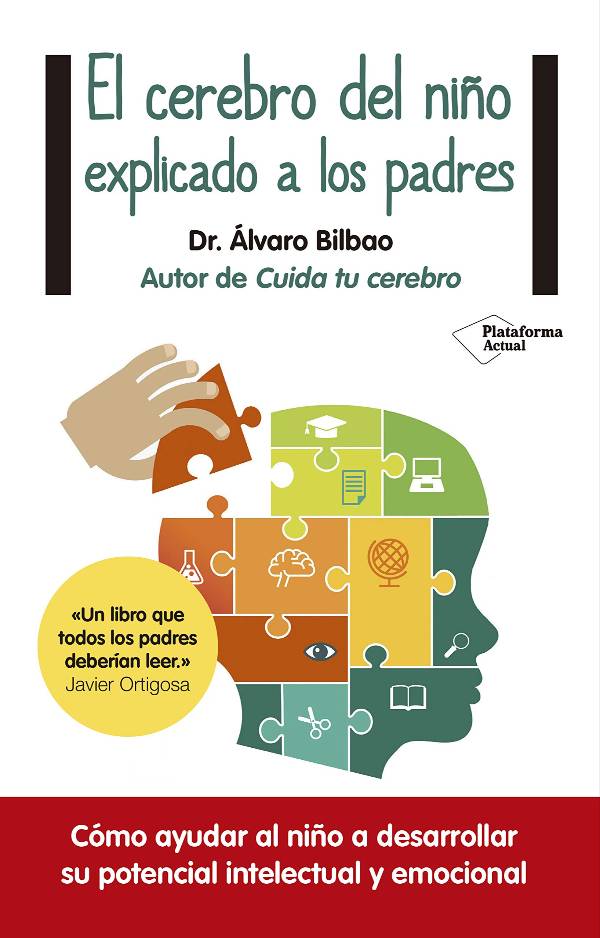 El cerebro del niño
explicado a los padres
Dr. Álvaro Bilbao
Autor de Cuida tu cerebro
Plataforma
Actual
«Un libro que
todos los padres
deberían leer.»
Javier Ortigosa
Cómo ayudar al niño a desarrollar
su potencial intelectual y emocional